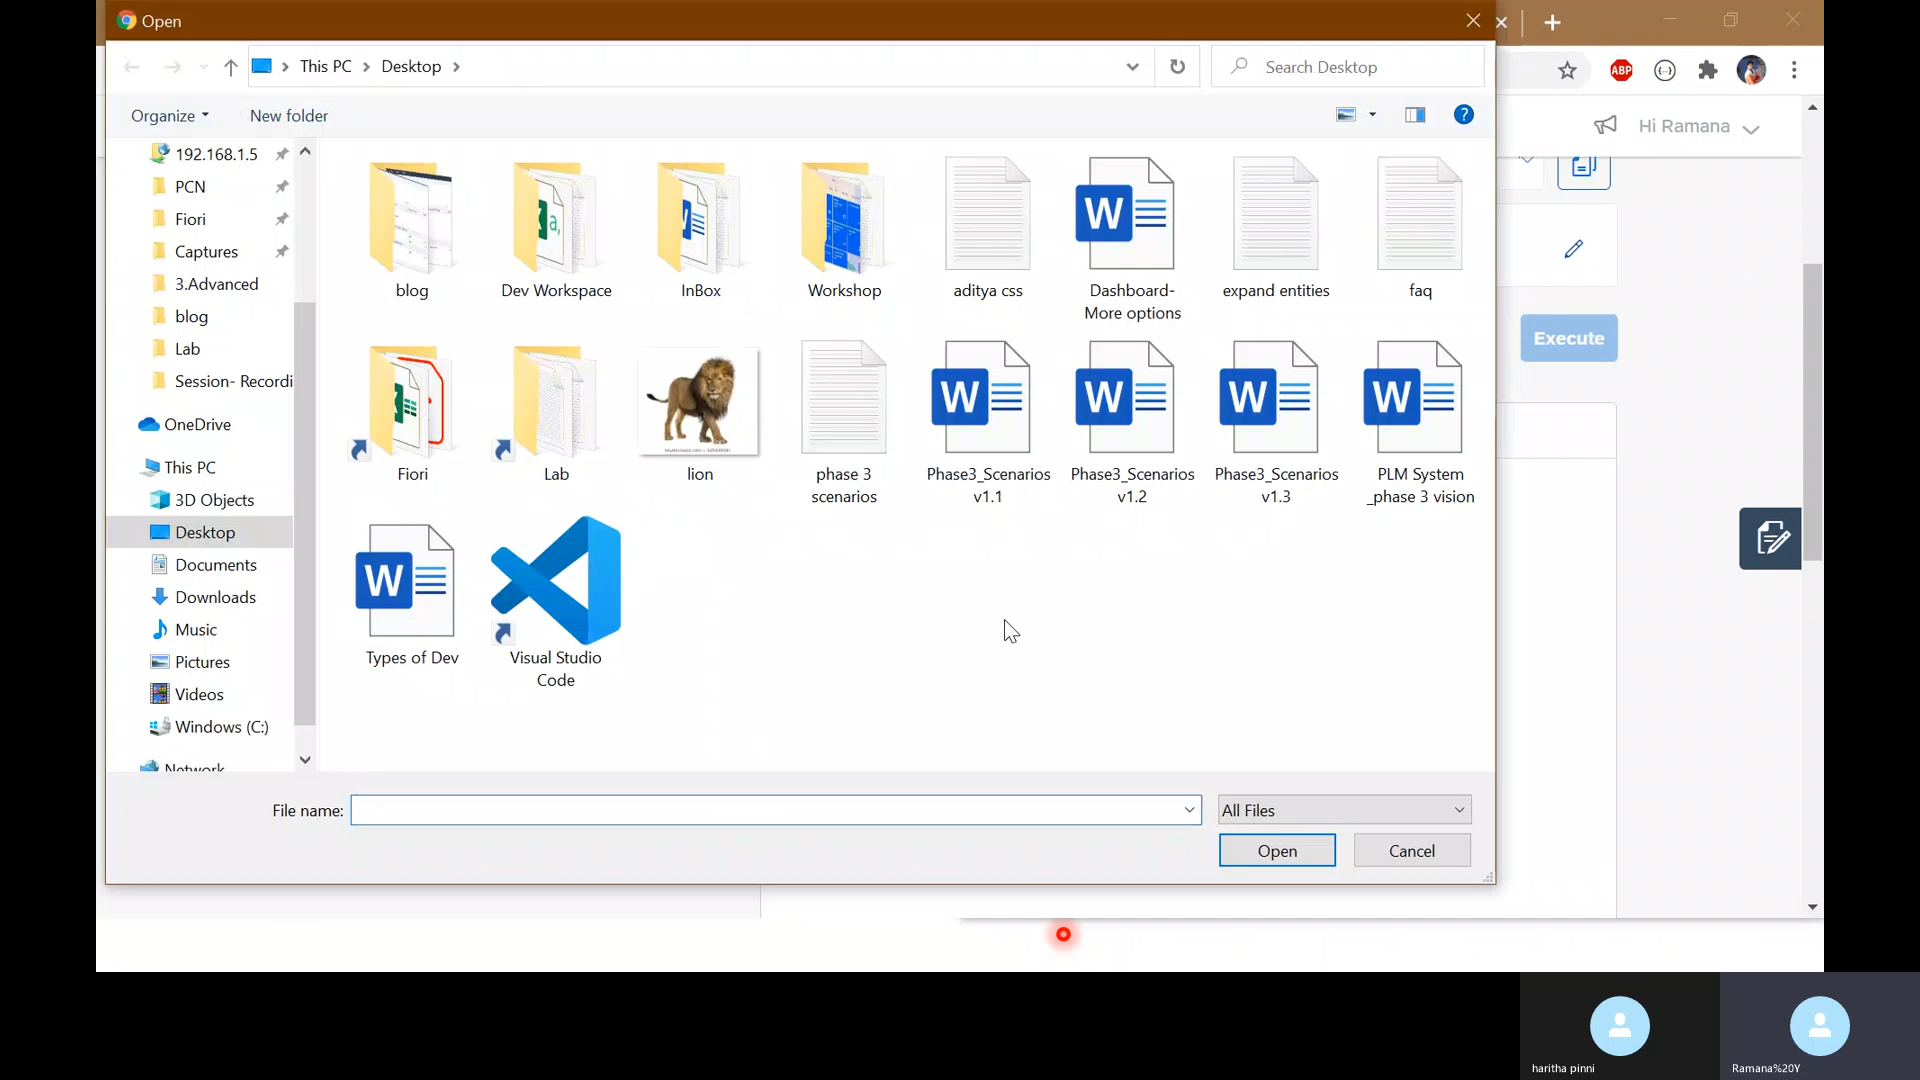 Open
This PC
Desktop
Search Desktop
ABP
Organize
New folder
?
Hi Ramana
192.168.1.5
PCN
Fiori
Captures
3.Advanced
blog
Lab
Session- Recordi
OneDrive
This PC
3D Objects
Desktop
Documents
Downloads
Music
Pictures
Videos
Windows (C:)
Network
blog
Dev Workspace
InBox
Workshop
aditya css
Dashboard-
More options
expand entities
faq
Fiori
Lab
lion
phase 3
scenarios
Phase3_Scenarios
v1.1
Phase3_Scenarios
v1.2
Phase3_Scenarios
v1.3
PLM System
_phase 3 vision
Types of Dev
Visual Studio
Code
Execute
File name:
All Files
Open
Cancel
haritha pinni
Ramana%20Y